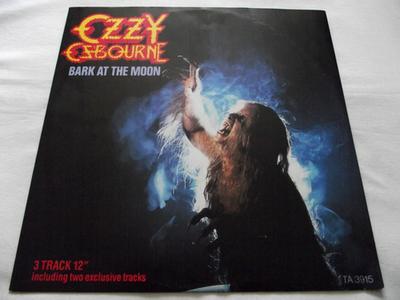 OZZY
OSBOURNE
BARK AT THE MOON
3 TRACK 12"
including two exclusive tracks
TA 3915